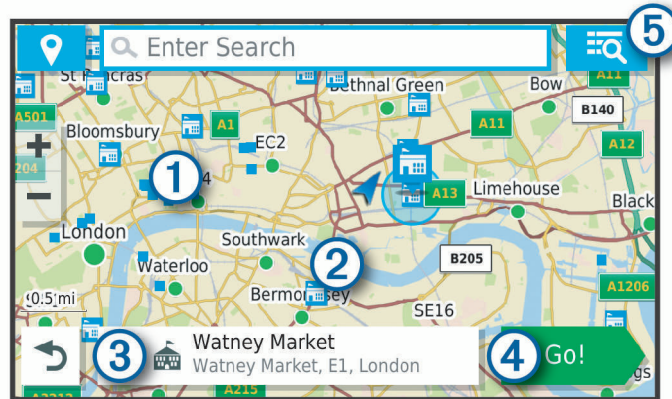 Enter Search
5
St Pancras
Bethnal Green
Bow
A11
A501
B140
Bloomsbury
A1
A11
EC2
A12
+
204
1
4
A13
Limehouse
−
Black
London
Southwark
Waterloo
2
B205
Bermondsey
A1206
0.5 mi
SE16
3
Watney Market
Watney Market, E1, London
4
Go!
gs
A3212
A215